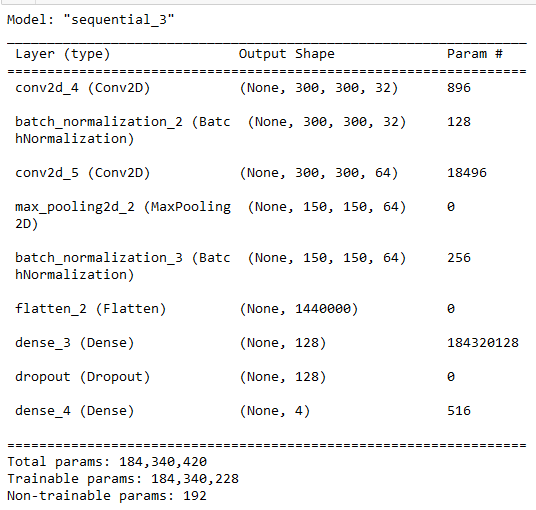 Model: "sequential_3"
Layer (type) Output Shape Param #
conv2d_4 (Conv2D) (None, 300, 300, 32) 896
batch_normalization_2 (Batc (None, 300, 300, 32) 128
hNormalization)
conv2d_5 (Conv2D) (None, 300, 300, 64) 18496
max_pooling2d_2 (MaxPooling (None, 150, 150, 64) 0
2D)
batch_normalization_3 (Batc (None, 150, 150, 64) 256
hNormalization)
flatten_2 (Flatten) (None, 1440000) 0
dense_3 (Dense) (None, 128) 184320128
dropout (Dropout) (None, 128) 0
dense_4 (Dense) (None, 4) 516
Total params: 184,340,420
Trainable params: 184,340,228
Non-trainable params: 192